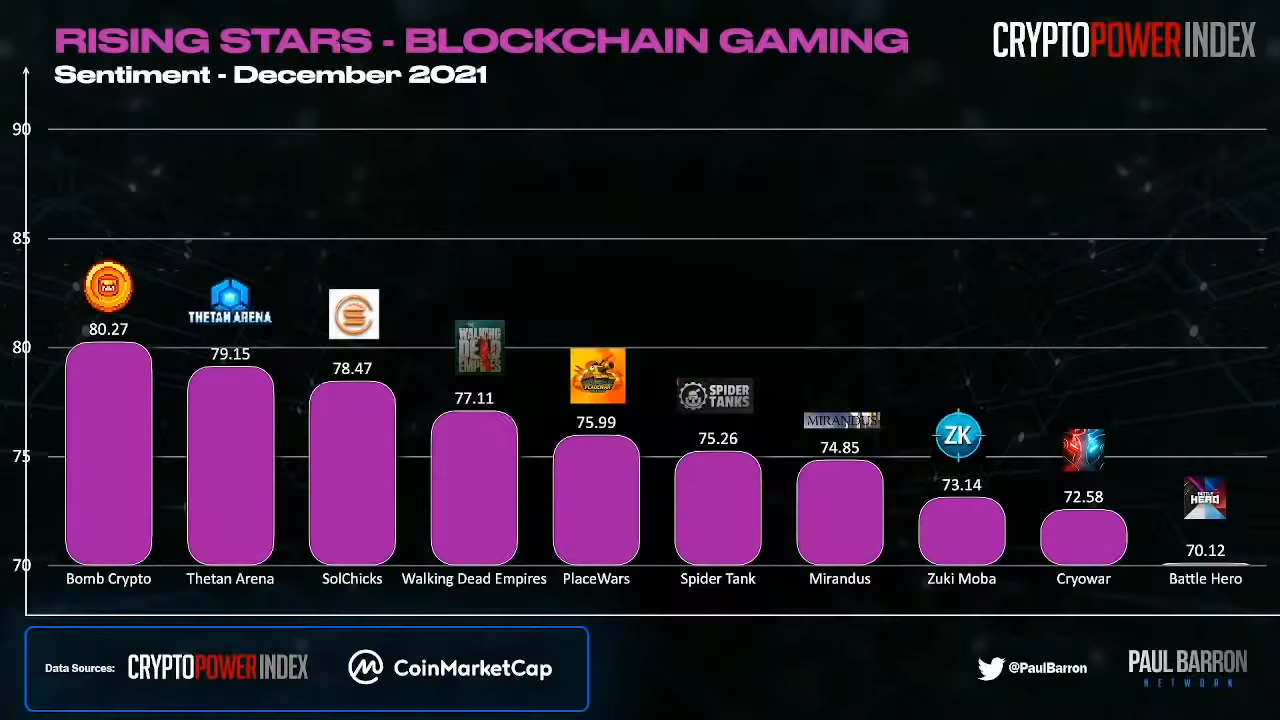 RISING STARS - BLOCKCHAIN GAMING
CRYPTOPOWERINDEX
Sentiment - December 2021
90
85
80
75
70
THETAN ARENA
WALKING
DEAD
EMPIRES
SPIDER
TANKS
MIRANDUS
ZK
HERO
80.27
79.15
78.47
77.11
75.99
75.26
74.85
73.14
72.58
70.12
Bomb Crypto
Thetan Arena
SolChicks
Walking Dead Empires
PlaceWars
Spider Tank
Mirandus
Zuki Moba
Cryowar
Battle Hero
Data Sources:
CRYPTOPOWERINDEX
CoinMarketCap
@PaulBarron
PAUL BARRON
NETWORK